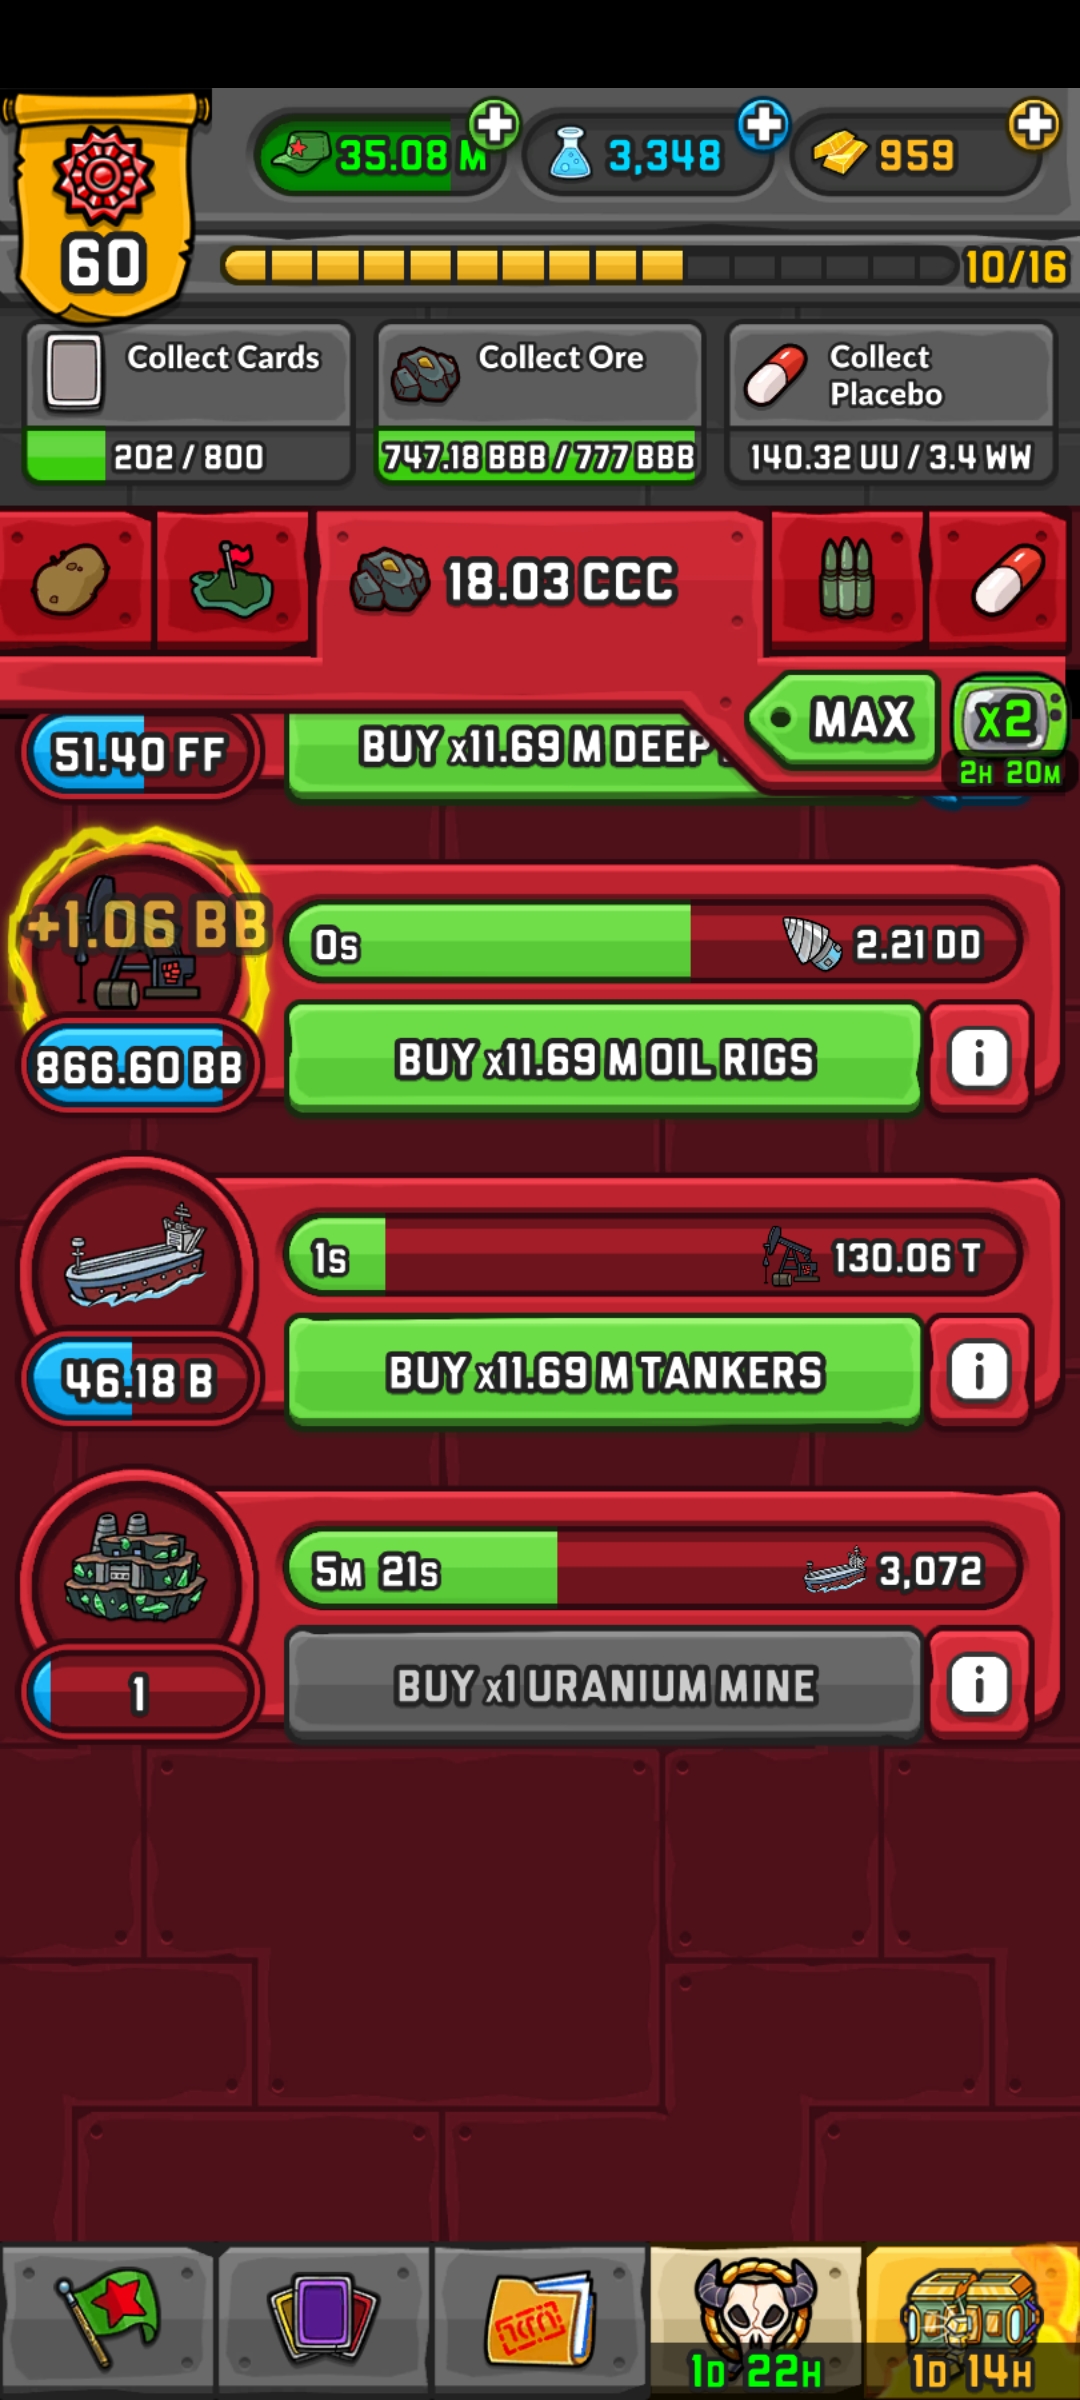 35.08 M
3,348
959
60
10/16
Collect Cards
202 / 800
Collect Ore
747.18 BBB / 777 BBB
Collect
Placebo
140.32 UU / 3.4 WW
18.03 CCC
MAX
x2
2H 20M
51.40 FF
BUY x11.69 M DEEP
+1.06 BB
0s
2.21 DD
866.60 BB
BUY x11.69 M OIL RIGS
i
1s
130.06 T
46.18 B
BUY x11.69 M TANKERS
i
5M 21s
3,072
1
BUY x1 URANIUM MINE
i
1D 22H
1D 14H